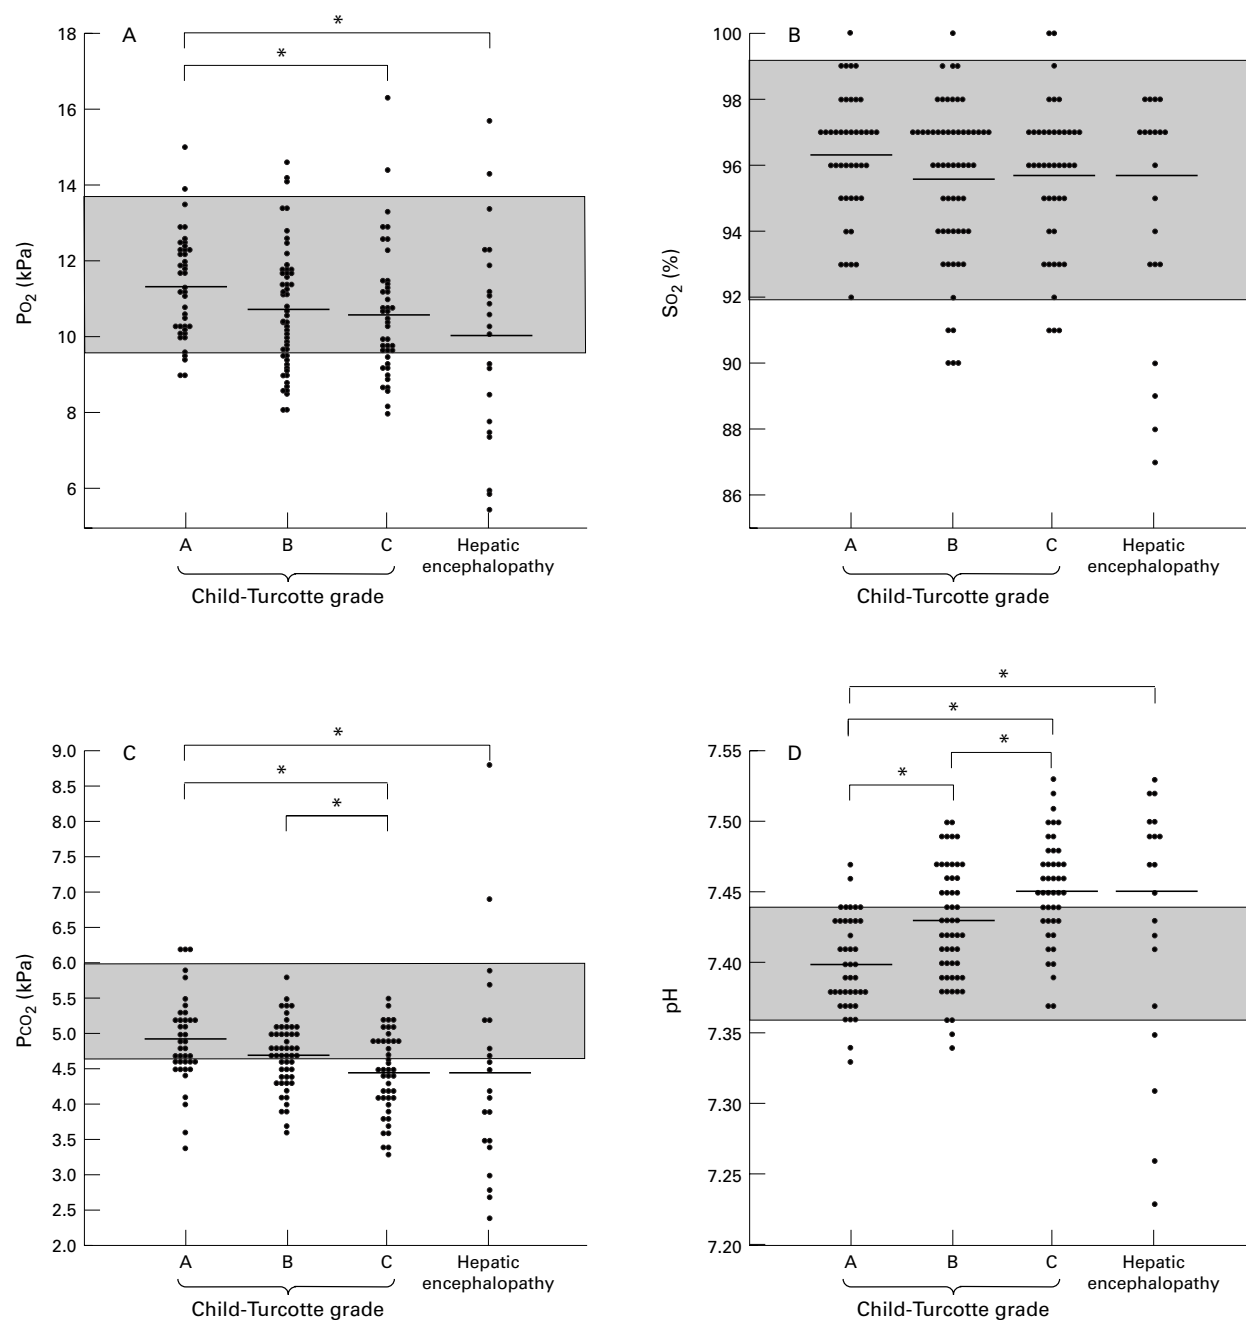 A
*
*
18
16
14
12
10
8
6
Po2 (kPa)
A
B
C
Hepatic
encephalopathy
Child-Turcotte grade
B
100
98
96
94
92
90
88
86
So2 (%)
A
B
C
Hepatic
encephalopathy
Child-Turcotte grade
C
*
*
*
9.0
8.5
8.0
7.5
7.0
6.5
6.0
5.5
5.0
4.5
4.0
3.5
3.0
2.5
2.0
Pco2 (kPa)
A
B
C
Hepatic
encephalopathy
Child-Turcotte grade
*
*
*
*
D
7.55
7.50
7.45
7.40
7.35
7.30
7.25
7.20
pH
A
B
C
Hepatic
encephalopathy
Child-Turcotte grade